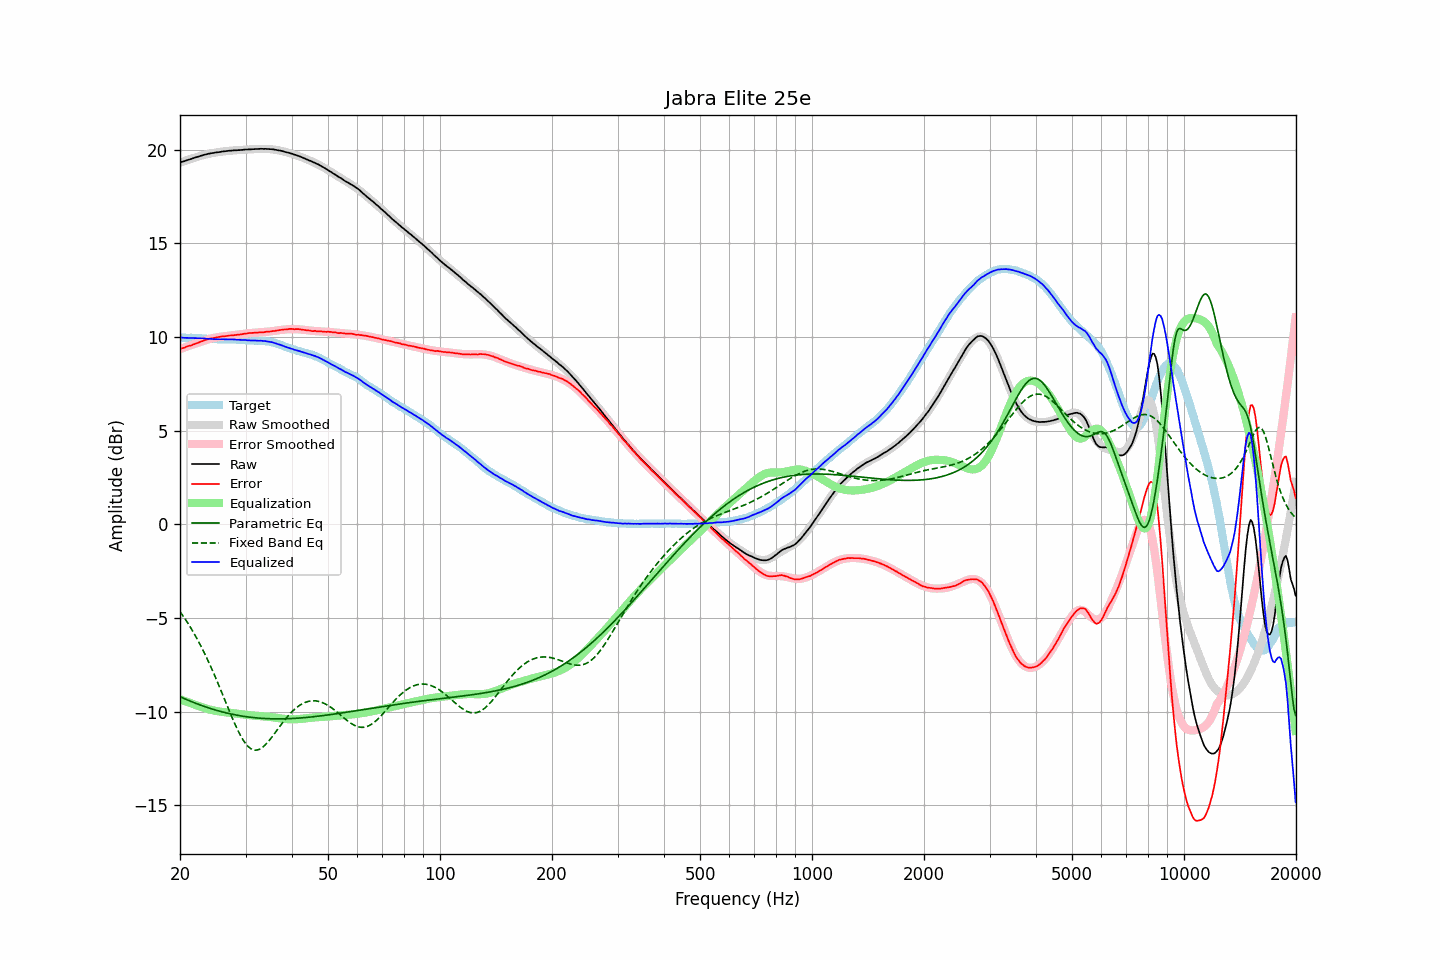 Jabra Elite 25e
Amplitude (dBr)
20
15
10
5
0
−5
−10
−15
Target
Raw Smoothed
Error Smoothed
Raw
Error
Equalization
Parametric Eq
Fixed Band Eq
Equalized
20 50 100 200 500 1000 2000 5000 10000 20000
Frequency (Hz)